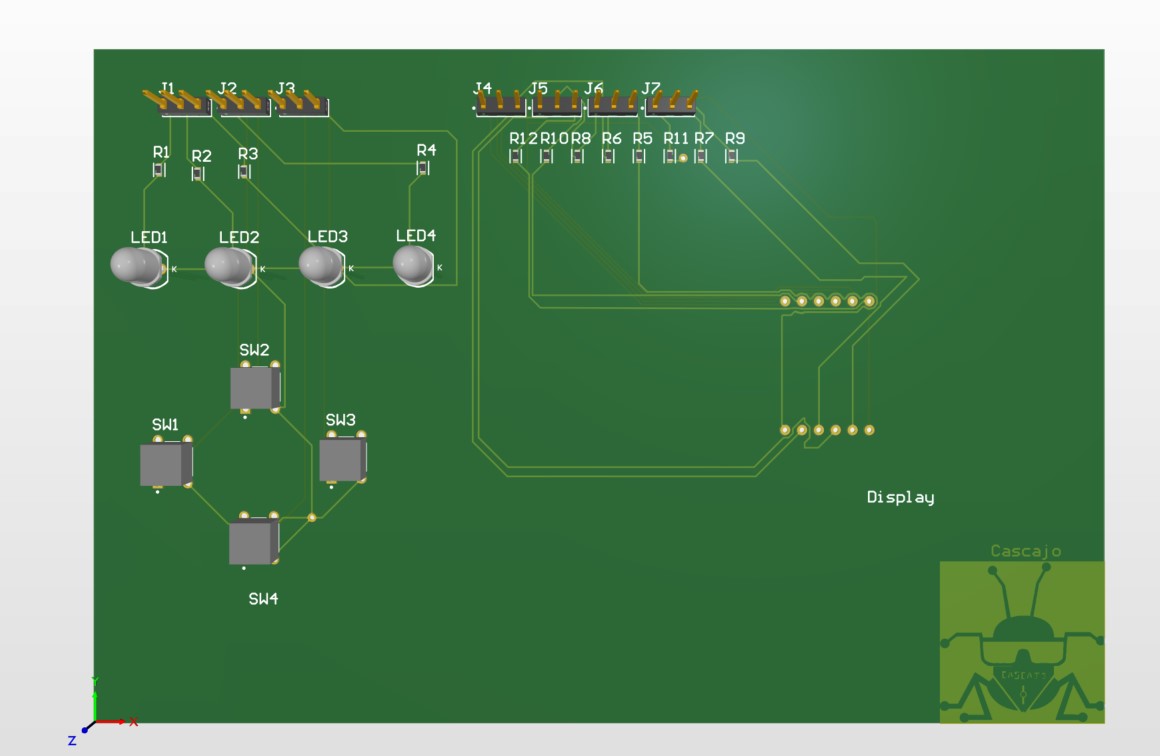 J1 J2 J3 J4 J5 J6 J7
R12 R10 R8 R6 R5 R11 R7 R9
R1 R2 R3 R4
LED1 LED2 LED3 LED4
K K K K
SW2
SW1 SW3
Display
Cascajo
SW4
CASCAJO
Y
X
Z